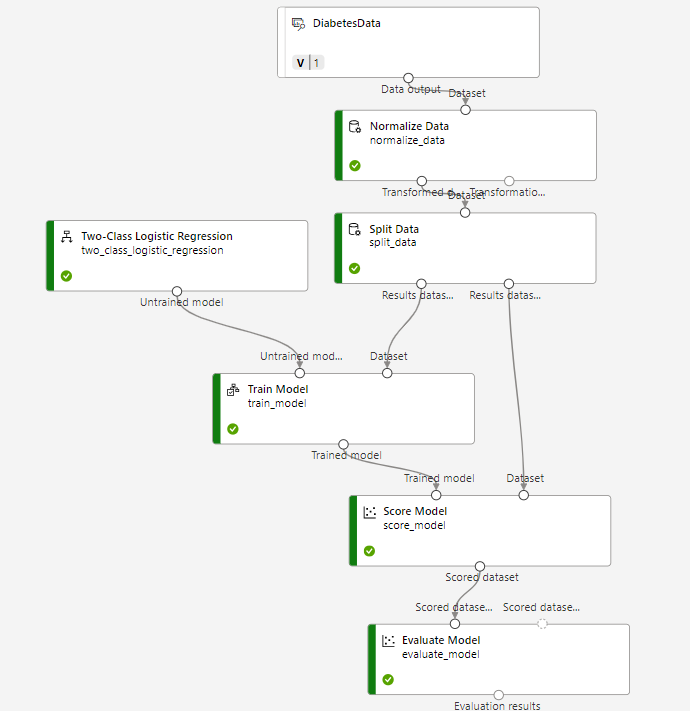 DiabetesData
V 1
Data output
Dataset
Normalize Data
normalize_data
Transformed d...
Transformatio...
Dataset
Split Data
split_data
Two-Class Logistic Regression
two_class_logistic_regression
Results datas...
Results datas...
Untrained model
Untrained mod...
Dataset
Train Model
train_model
Trained model
Trained model
Dataset
Score Model
score_model
Scored dataset
Scored datase...
Scored datase...
Evaluate Model
evaluate_model
Evaluation results